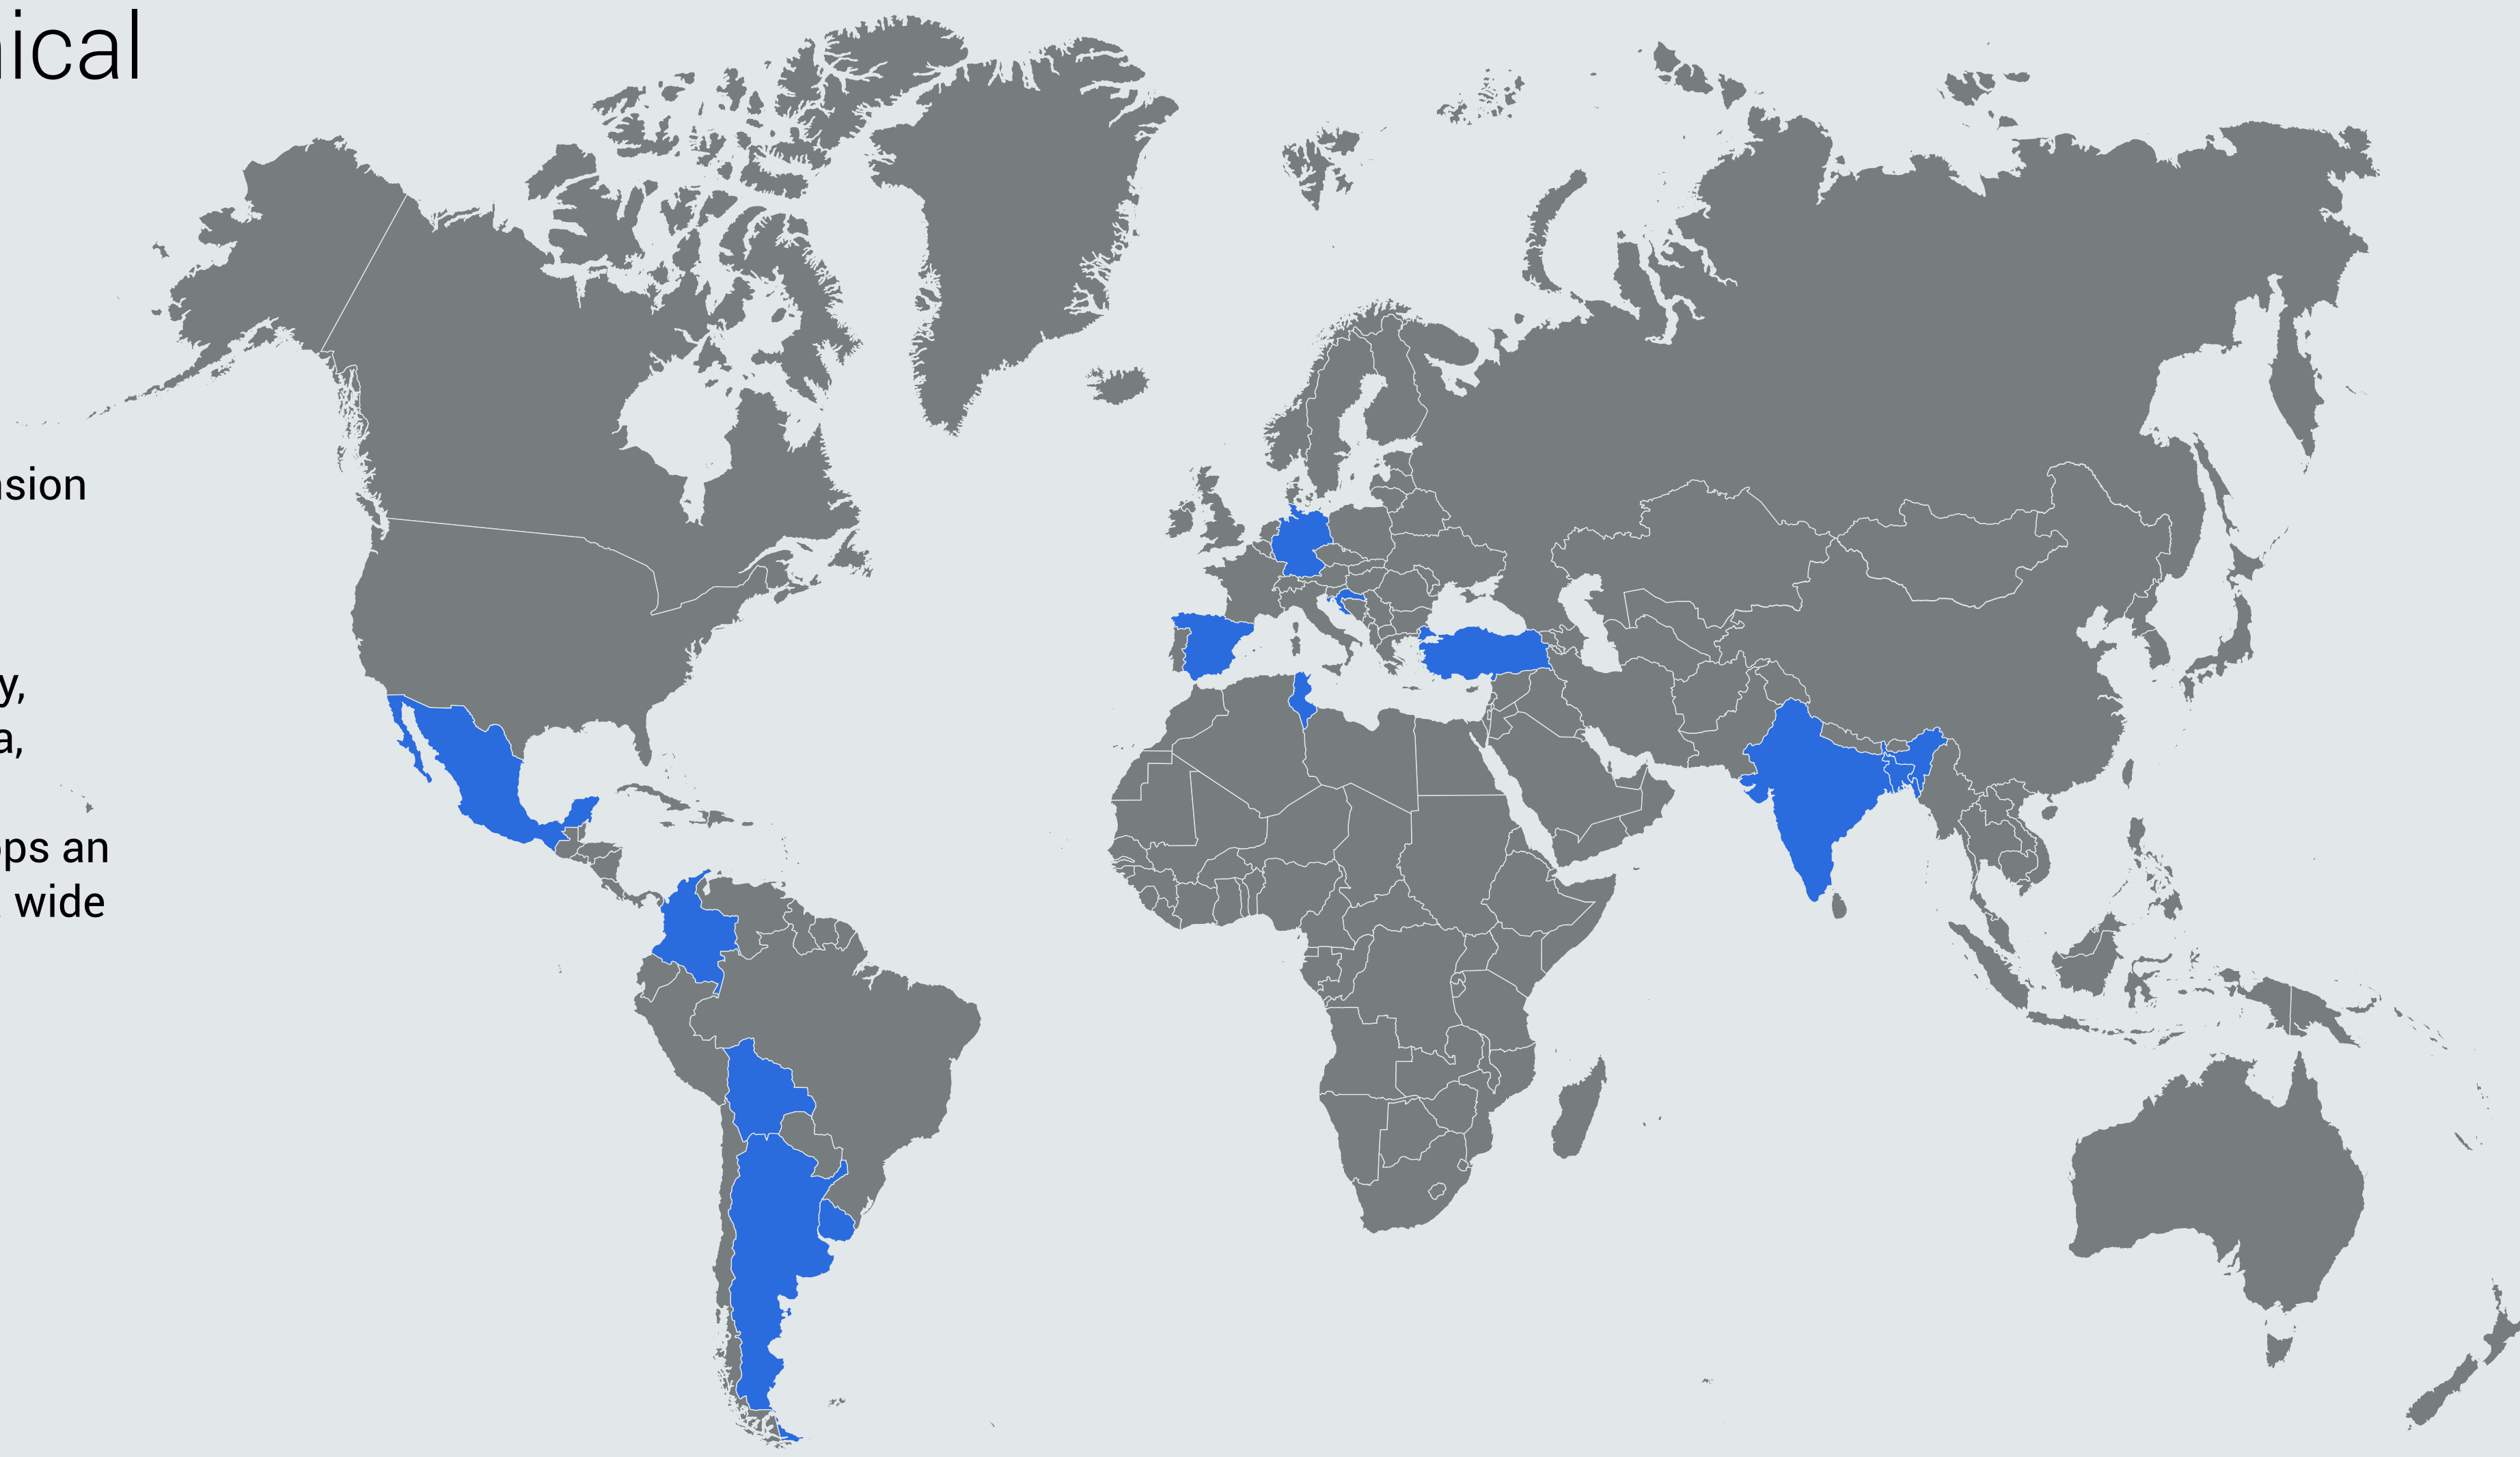 ical
sion
y,
a,
ps an
wide